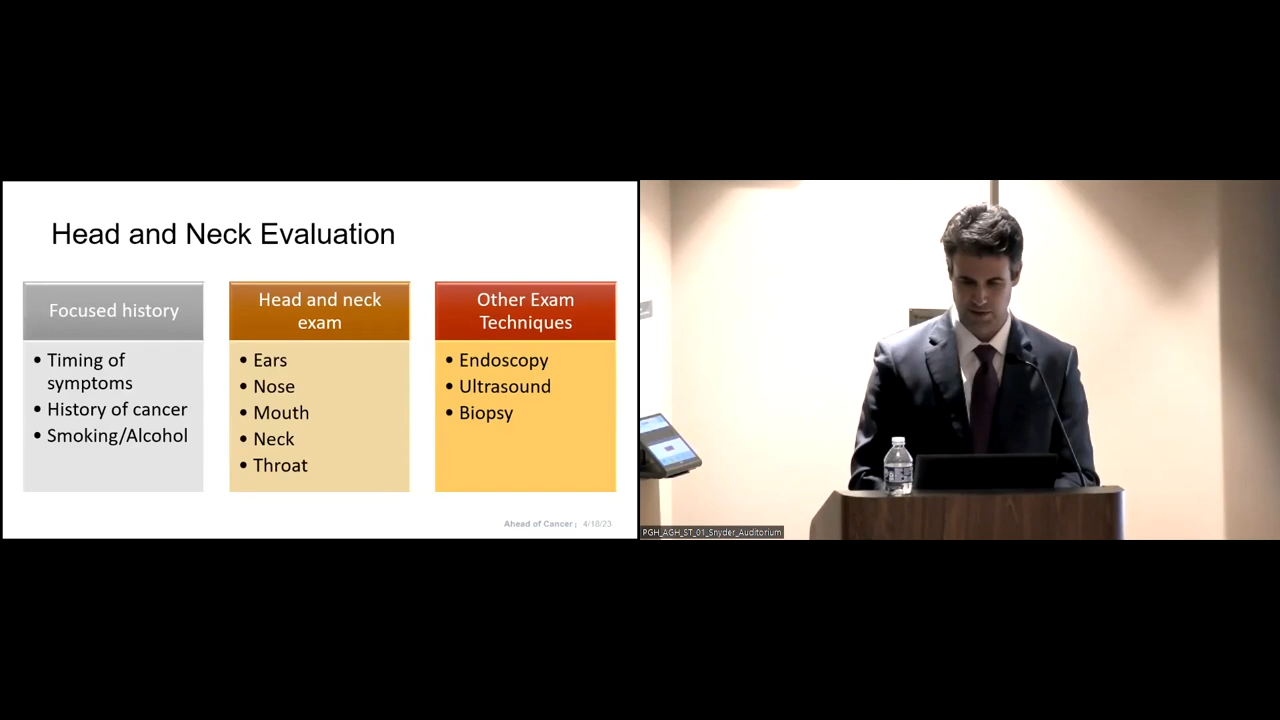 Head and Neck Evaluation
Focused history
• Timing of
symptoms
• History of cancer
• Smoking/Alcohol
Head and neck
exam
• Ears
• Nose
• Mouth
• Neck
• Throat
Other Exam
Techniques
• Endoscopy
• Ultrasound
• Biopsy
Ahead of Cancer | 4/18/23
PGH_AGH_ST_01_Snyder_Auditorium